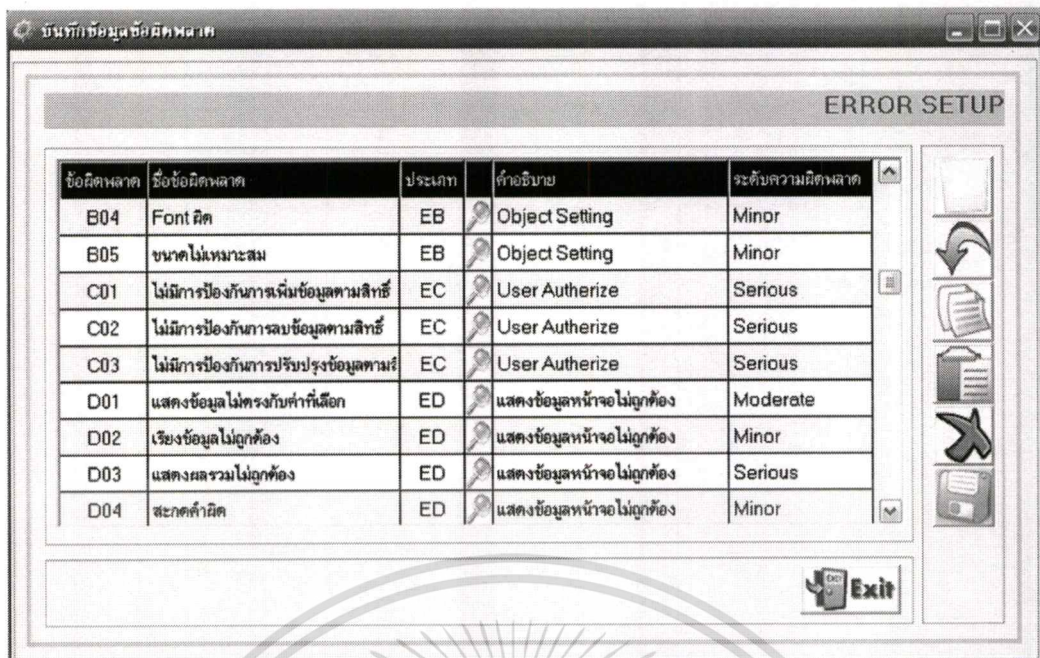 บันทึกข้อมูลข้อผิดพลาด
ERROR SETUP
ข้อผิดพลาด ชื่อข้อผิดพลาด ประเภท คำอธิบาย ระดับความผิดพลาด
B04 Font ผิด EB Object Setting Minor
B05 ขนาดไม่เหมาะสม EB Object Setting Minor
C01 ไม่มีการป้องกันการเพิ่มข้อมูลตามสิทธิ์ EC User Autherize Serious
C02 ไม่มีการป้องกันการลบข้อมูลตามสิทธิ์ EC User Autherize Serious
C03 ไม่มีการป้องกันการปรับปรุงข้อมูลตาม EC User Autherize Serious
D01 แสดงข้อมูลไม่ตรงกับค่าที่เลือก ED แสดงข้อมูลหน้าจอไม่ถูกต้อง Moderate
D02 เรียงข้อมูลไม่ถูกต้อง ED แสดงข้อมูลหน้าจอไม่ถูกต้อง Minor
D03 แสดงผลรวมไม่ถูกต้อง ED แสดงข้อมูลหน้าจอไม่ถูกต้อง Serious
D04 สะกดคำผิด ED แสดงข้อมูลหน้าจอไม่ถูกต้อง Minor
Exit